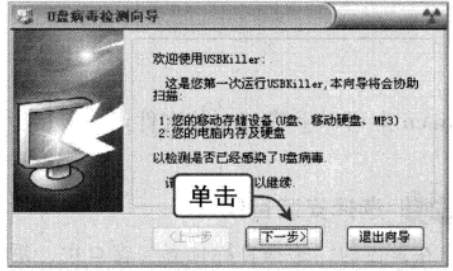 U盘病毒检测向导
欢迎使用USBKiller:
这是您第一次运行USBKiller,本向导将会协助
扫描:
1:您的移动存储设备(U盘、移动硬盘、MP3)
2:您的电脑内存及硬盘
以检测是否已经感染了U盘病毒.
以继续.
单击
<上一步
下一步>
退出向导